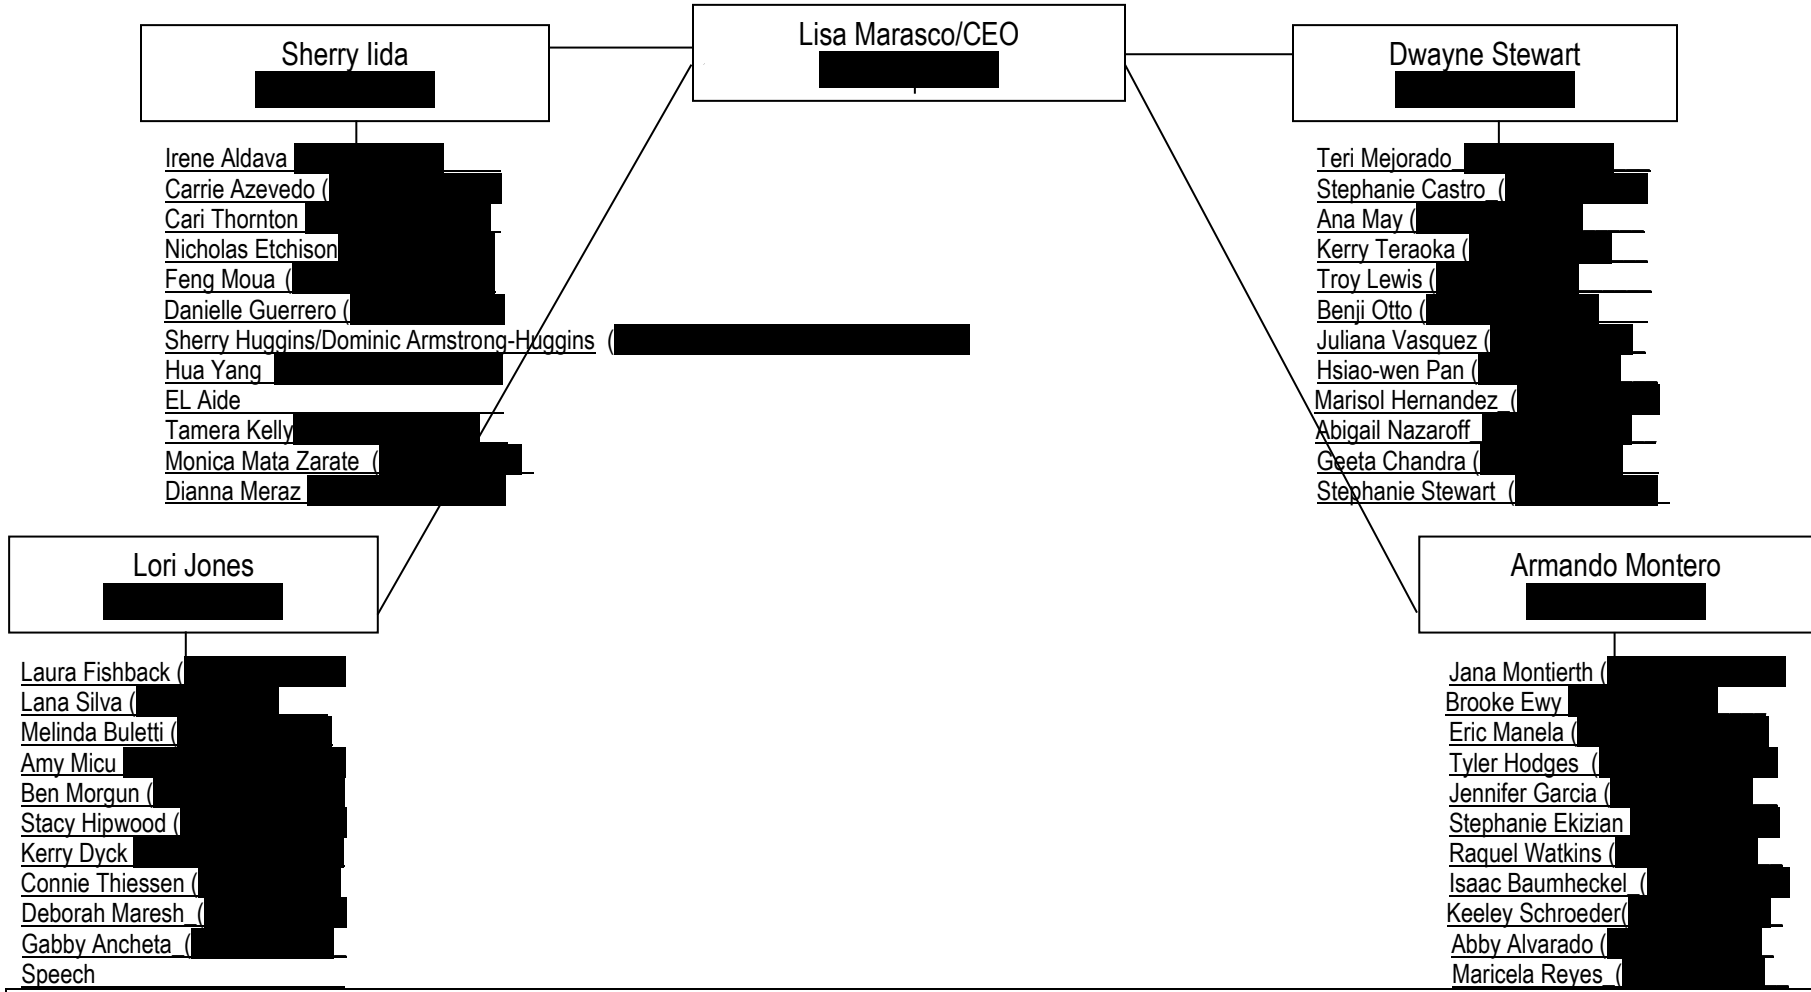 Lisa Marasco/CEO
Sherry Iida
Dwayne Stewart
Irene Aldava
Carrie Azevedo (
Cari Thornton
Nicholas Etchison
Feng Moua (
Danielle Guerrero (
Sherry Huggins/Dominic Armstrong-Huggins (
Hua Yang
EL Aide
Tamera Kelly
Monica Mata Zarate (
Dianna Meraz
Teri Mejorado
Stephanie Castro (
Ana May (
Kerry Teraoka (
Troy Lewis (
Benji Otto (
Juliana Vasquez (
Hsiao-wen Pan (
Marisol Hernandez (
Abigail Nazaroff
Geeta Chandra (
Stephanie Stewart (
Lori Jones
Laura Fishback (
Lana Silva (
Melinda Buletti (
Amy Micu
Ben Morgun (
Stacy Hipwood (
Kerry Dyck
Connie Thiessen (
Deborah Maresh (
Gabby Ancheta (
Speech
Armando Montero
Jana Montierth (
Brooke Ewy
Eric Manela (
Tyler Hodges (
Jennifer Garcia (
Stephanie Ekizian
Raquel Watkins (
Isaac Baumheckel (
Keeley Schroeder(
Abby Alvarado (
Maricela Reyes (